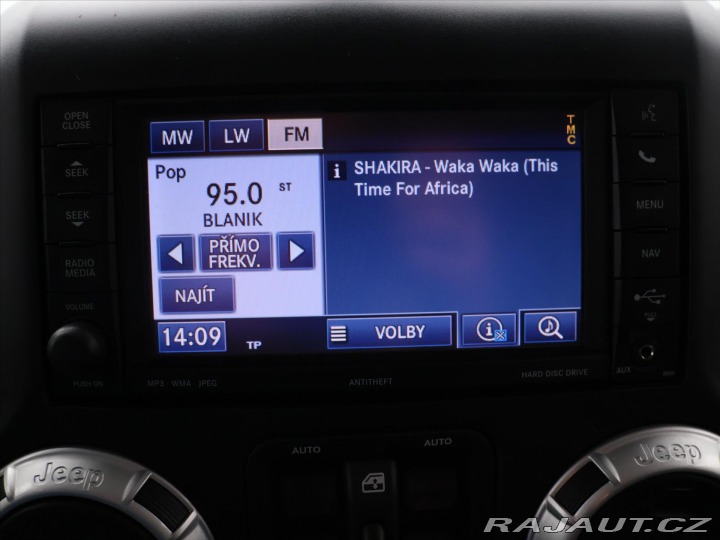 OPEN
CLOSE
SEEK
SEEK
RADIO
MEDIA
VOLUME
PUSH ON
MW
LW
FM
TMC
Pop
95.0 ST
BLANIK
PŘÍMO
FREKV.
NAJÍT
i SHAKIRA - Waka Waka (This
Time For Africa)
14:09
TP
VOLBY
i
MENU
NAV
PULL
AUX
MP3 · WMA · JPEG
ANTITHEFT
HARD DISC DRIVE
AUTO
AUTO
Jeep
Jeep
RAJAUT.CZ